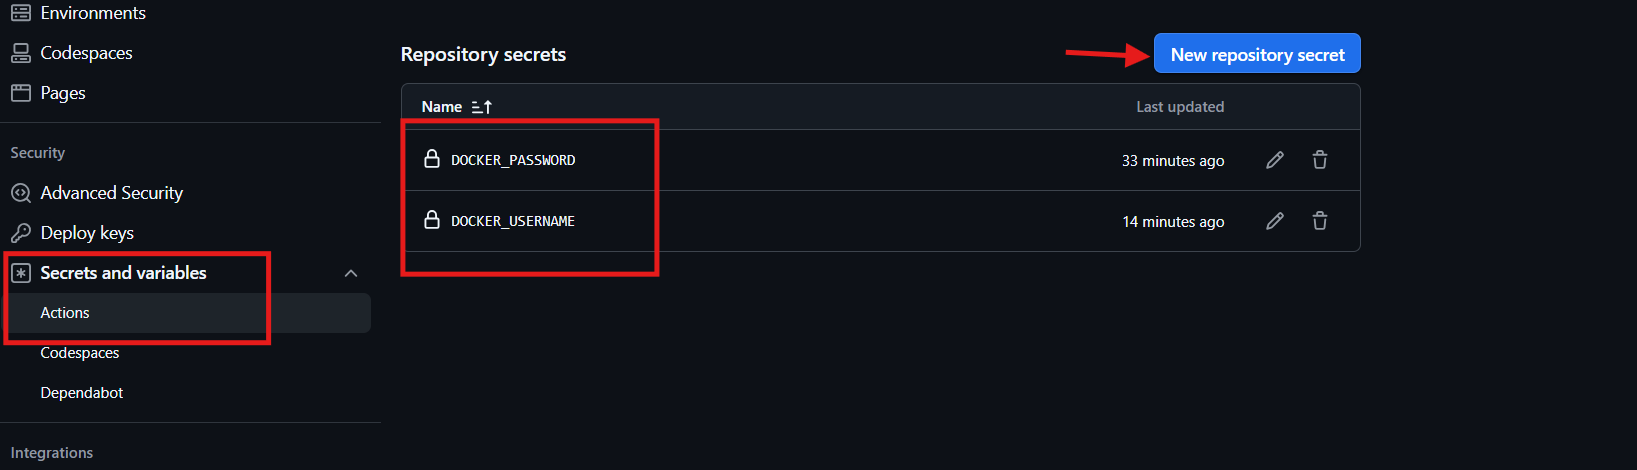 Environments
Codespaces
Pages
Security
Advanced Security
Deploy keys
Secrets and variables
Actions
Codespaces
Dependabot
Integrations
Repository secrets
New repository secret
Name Last updated
DOCKER_PASSWORD 33 minutes ago
DOCKER_USERNAME 14 minutes ago